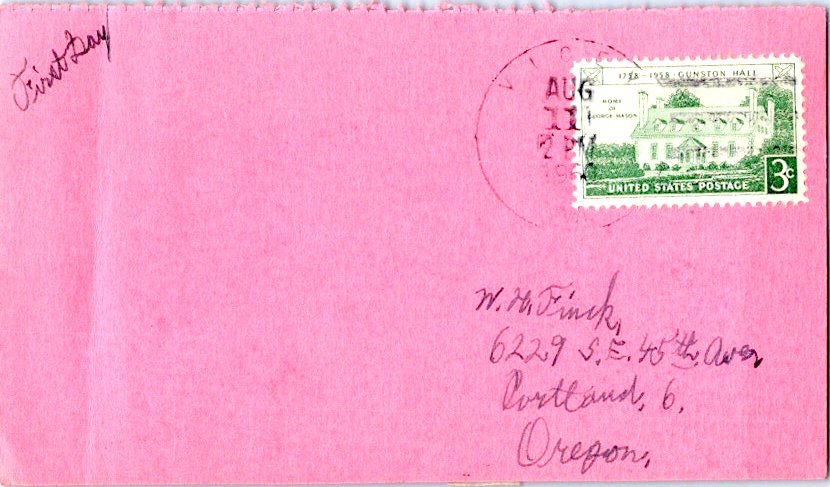 First Day
AUG
11
2 PM
1758-1958 GUNSTON HALL
HOME
OF
GEORGE MASON
UNITED STATES POSTAGE
3c
W. H. Finck,
6229 S.E. 45th. Ave,
Portland, 6,
Oregon,